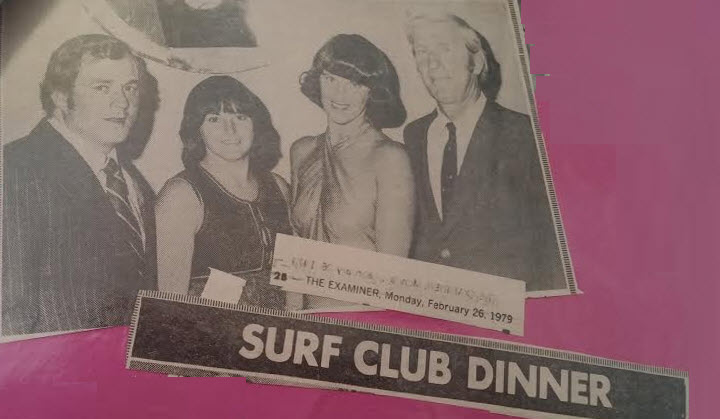 28 — THE EXAMINER, Monday, February 26, 1979
SURF CLUB DINNER